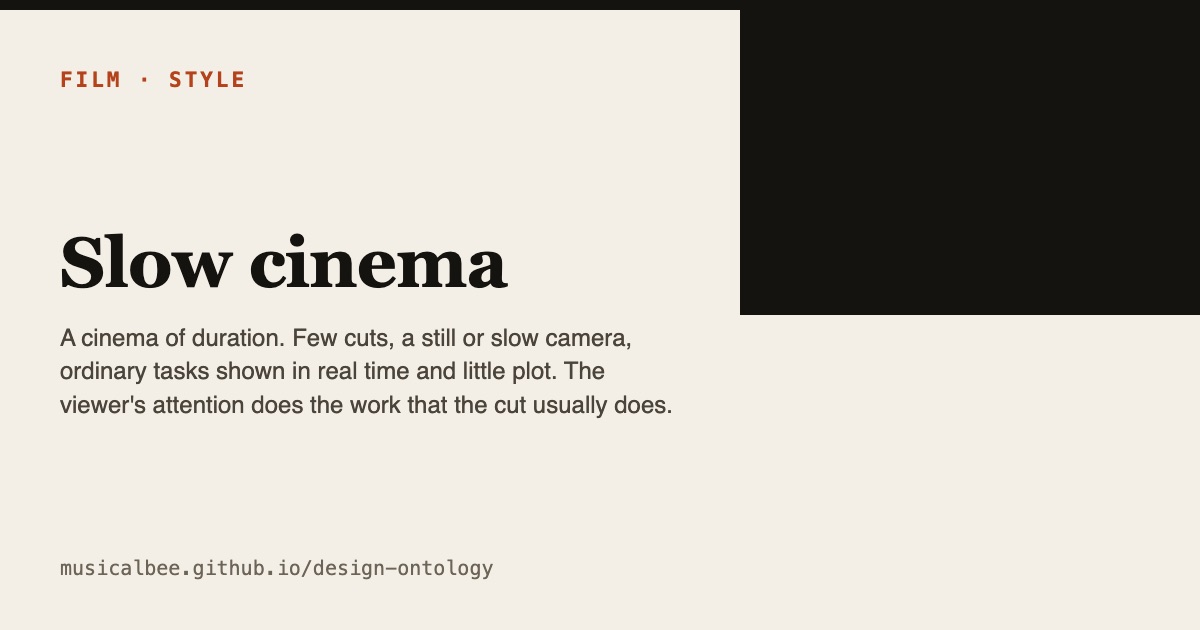 FILM · STYLE
Slow cinema
A cinema of duration. Few cuts, a still or slow camera,
ordinary tasks shown in real time and little plot. The
viewer's attention does the work that the cut usually does.
musicalbee.github.io/design-ontology